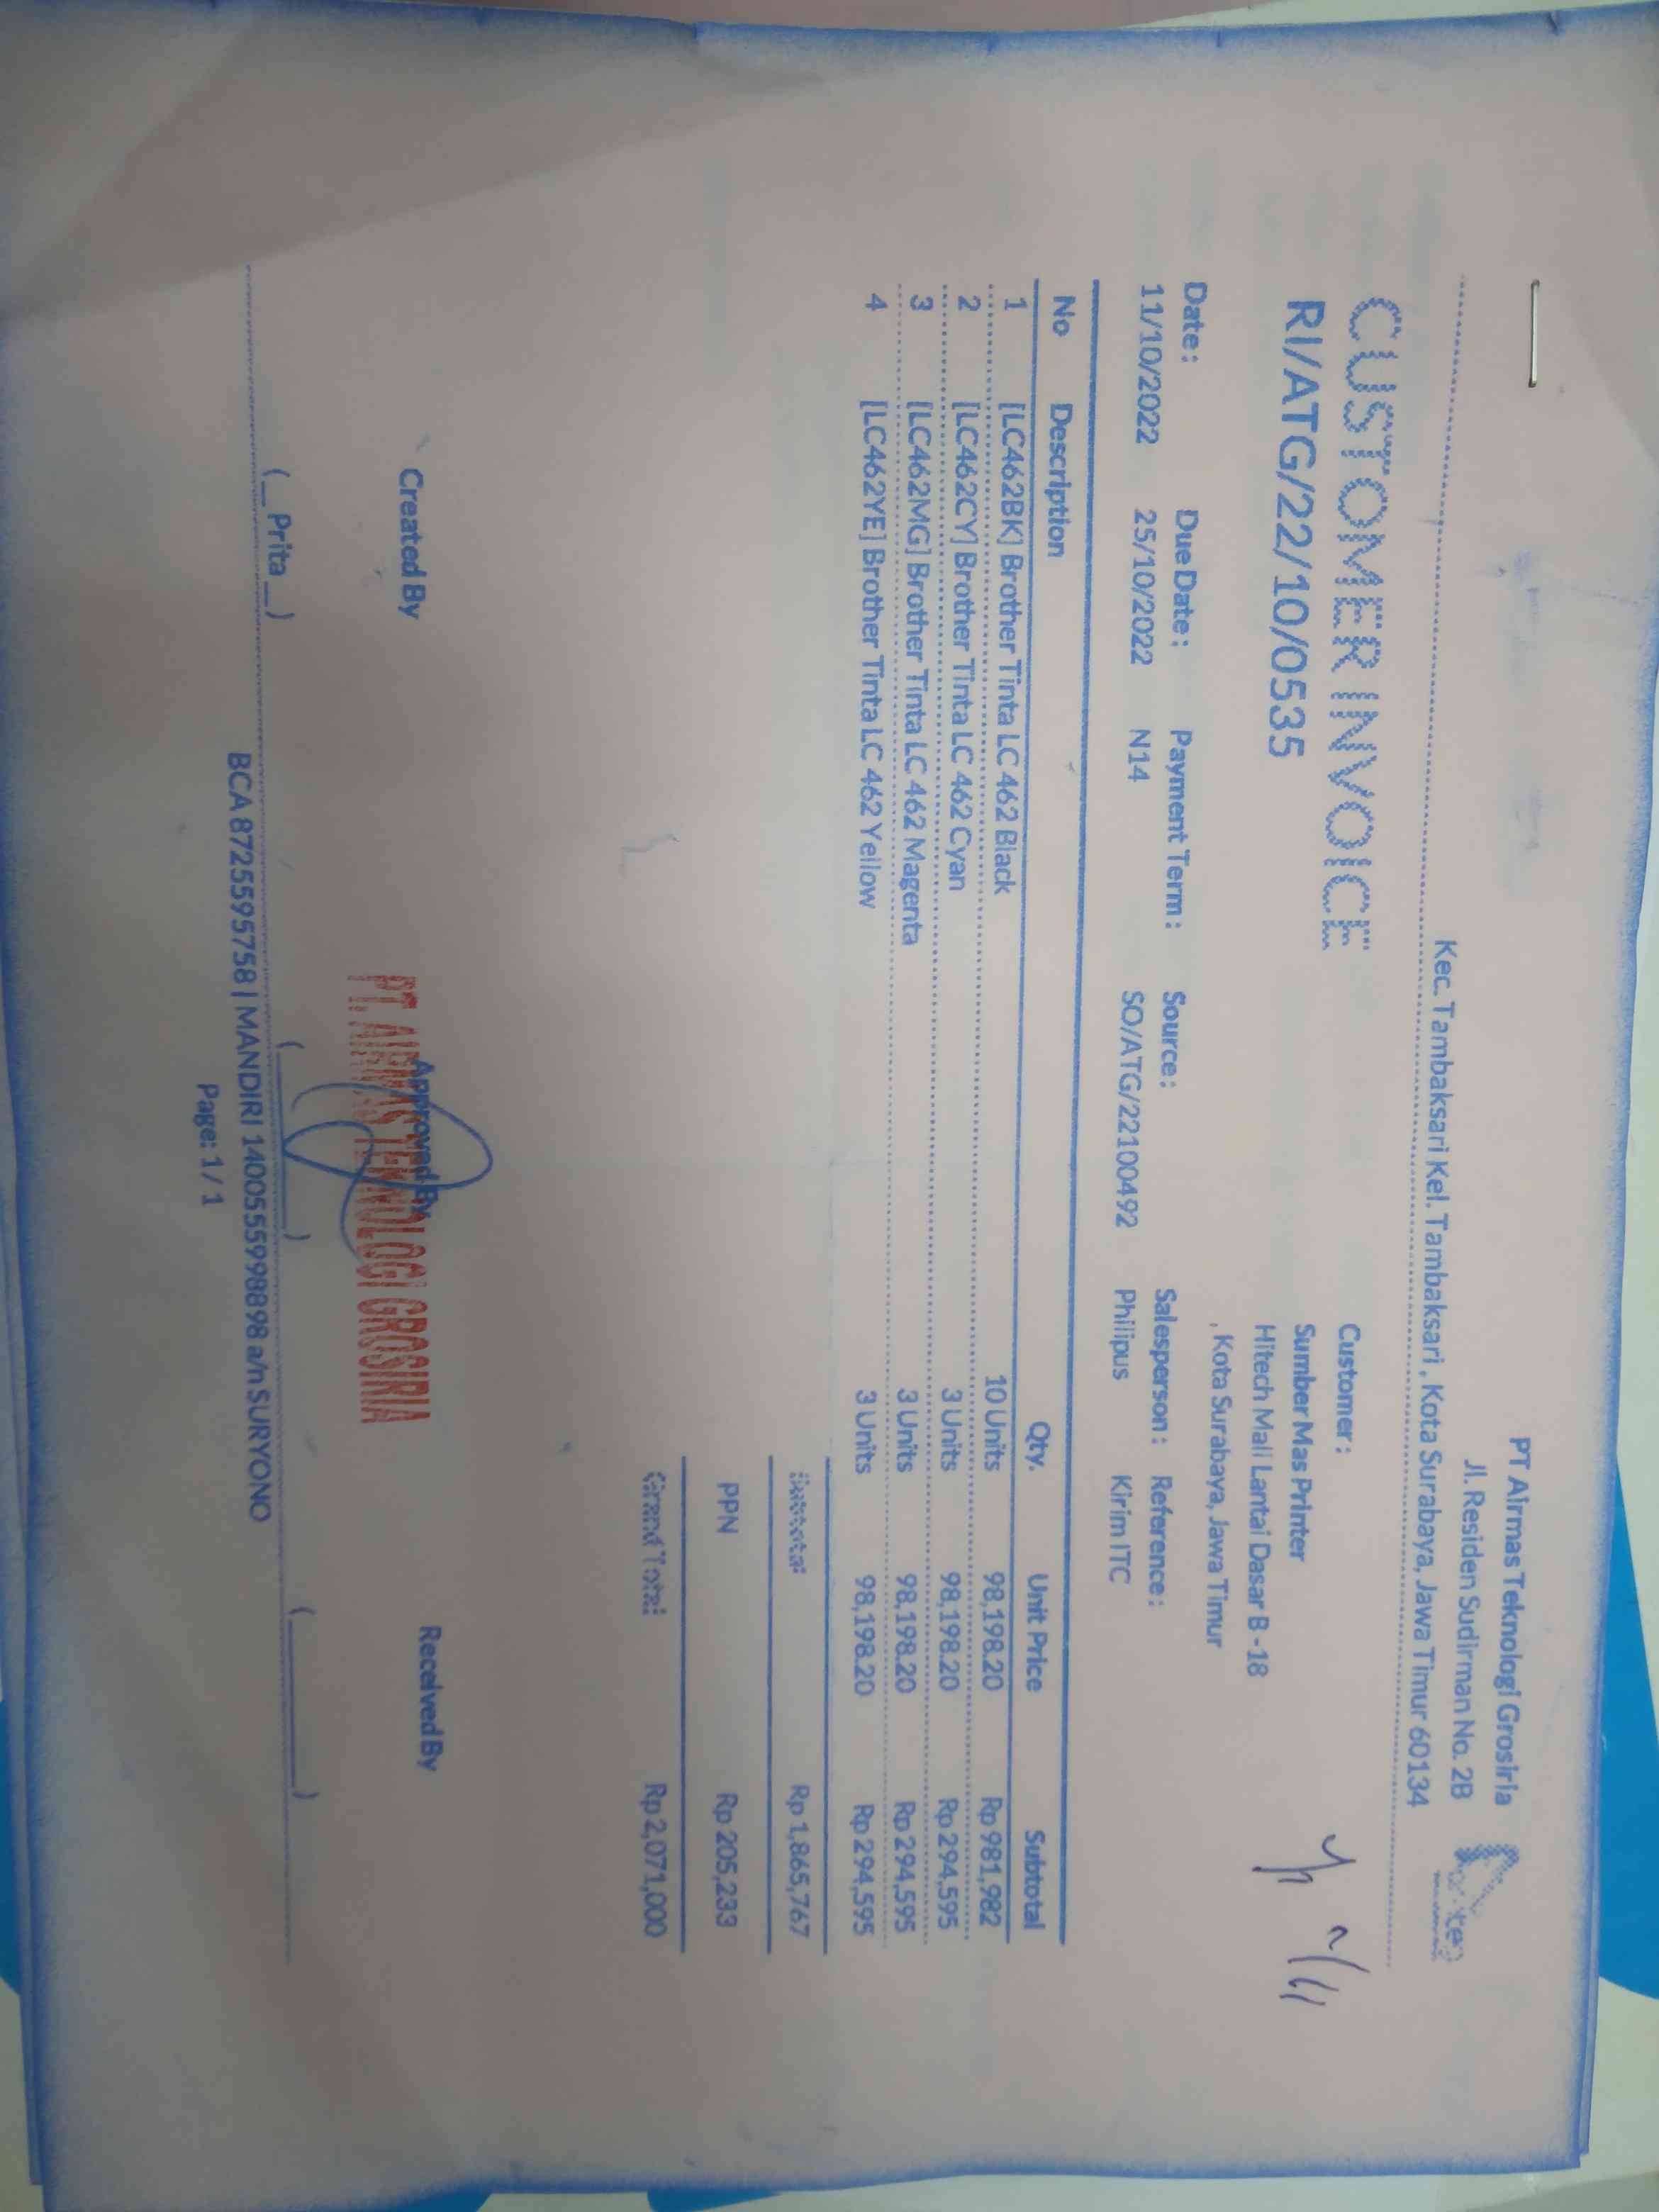 PT Airmas Teknologi Grosiria
Jl. Residen Sudirman No. 2B
Kec. Tambaksari Kel. Tambaksari , Kota Surabaya, Jawa Timur 60134
CUSTOMER INVOICE
RI/ATG/22/10/0535
Customer :
Sumber Mas Printer
Hitech Mall Lantai Dasar B -18
, Kota Surabaya, Jawa Timur
Date : Due Date : Payment Term : Source : Salesperson : Reference :
11/10/2022 25/10/2022 N14 SO/ATG/22100492 Philipus Kirim ITC
No Description Qty. Unit Price Subtotal
1 [LC462BK] Brother Tinta LC 462 Black 10 Units 98,198.20 Rp 981,982
2 [LC462CY] Brother Tinta LC 462 Cyan 3 Units 98,198.20 Rp 294,595
3 [LC462MG] Brother Tinta LC 462 Magenta 3 Units 98,198.20 Rp 294,595
4 [LC462YE] Brother Tinta LC 462 Yellow 3 Units 98,198.20 Rp 294,595
Subtotal Rp 1,865,767
PPN Rp 205,233
Grand Total Rp 2,071,000
Created By Approved By Received By
PT. AIRMAS TEKNOLOGI GROSIRIA
(__ Prita __) (________) (________)
BCA 8725595758 | MANDIRI 1400555998898 a/n SURYONO
Page: 1 / 1